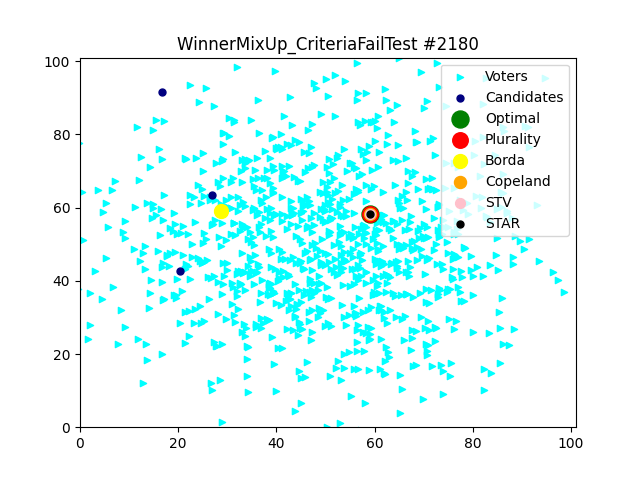 WinnerMixUp_CriteriaFailTest #2180
100
80
60
40
20
0
0
20
40
60
80
100
Voters
Candidates
Optimal
Plurality
Borda
Copeland
STV
STAR